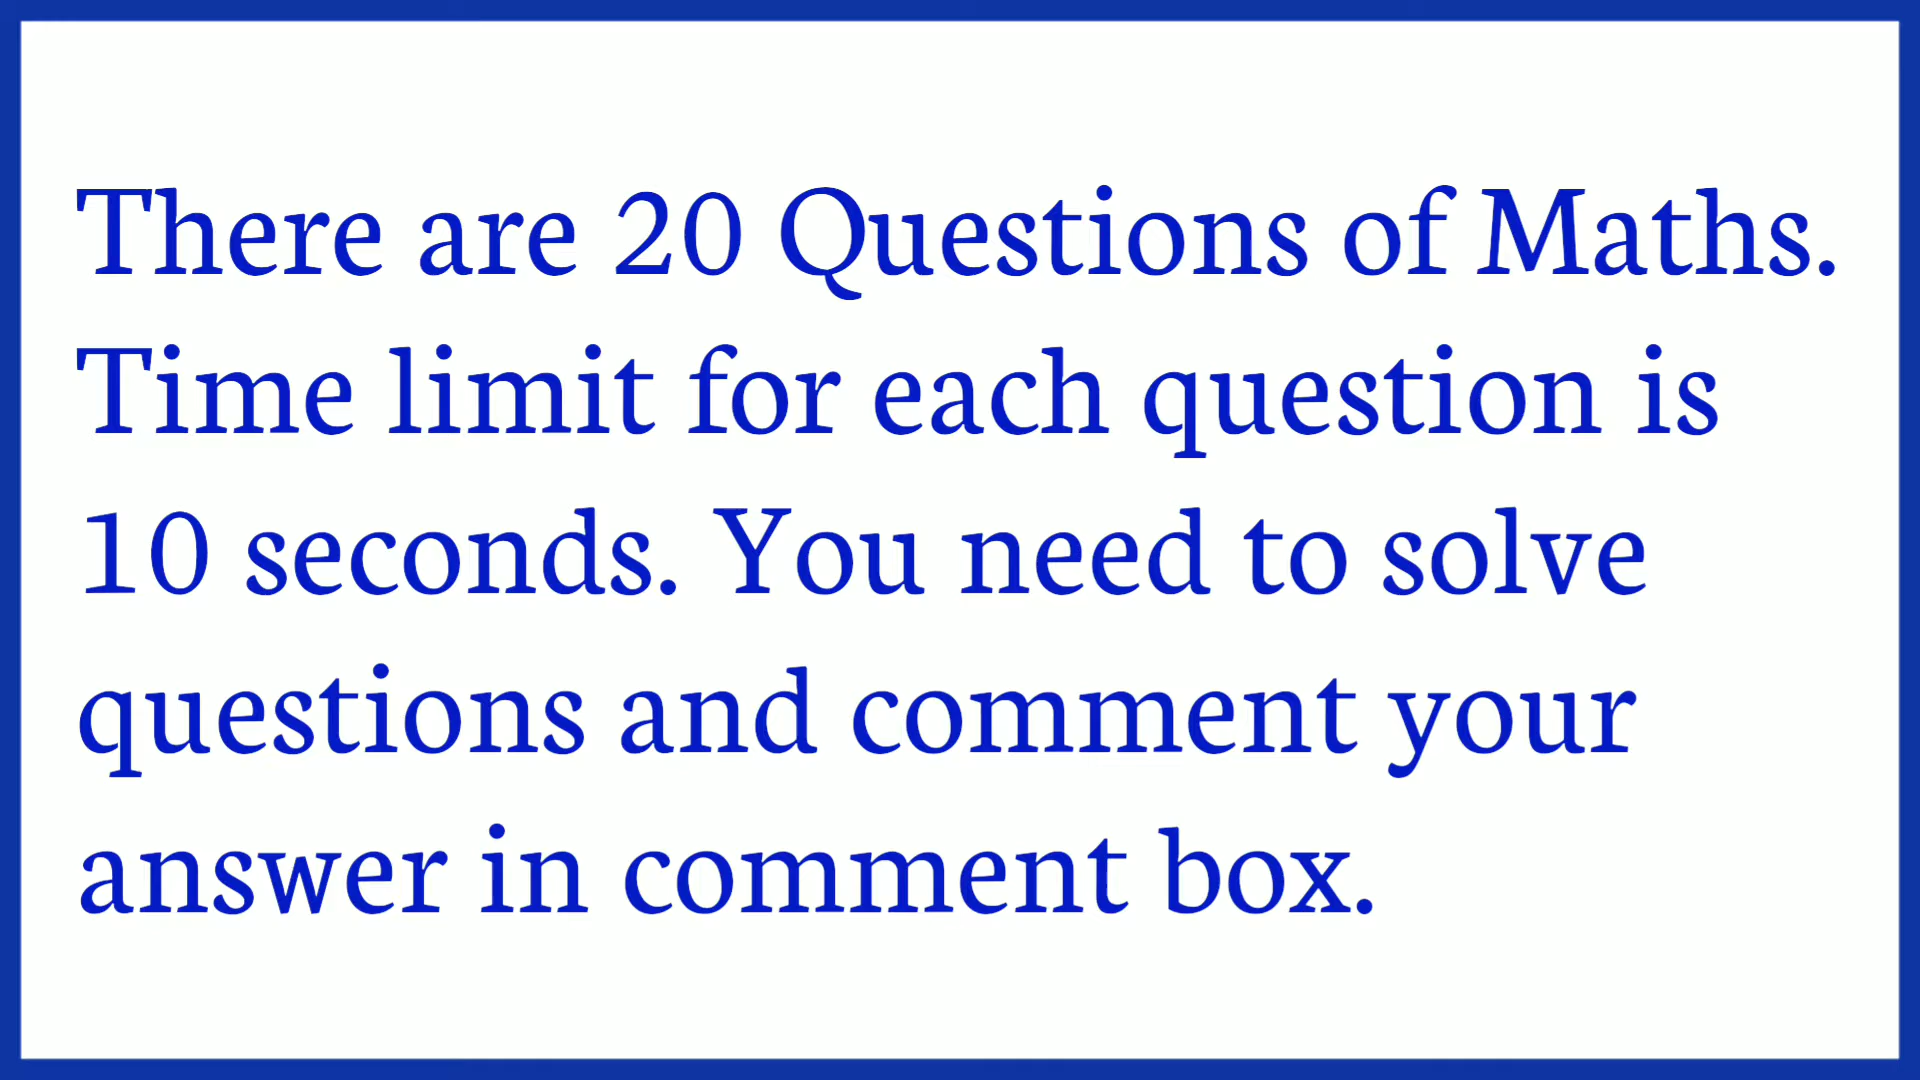 There are 20 Questions of Maths.
Time limit for each question is
10 seconds. You need to solve
questions and comment your
answer in comment box.